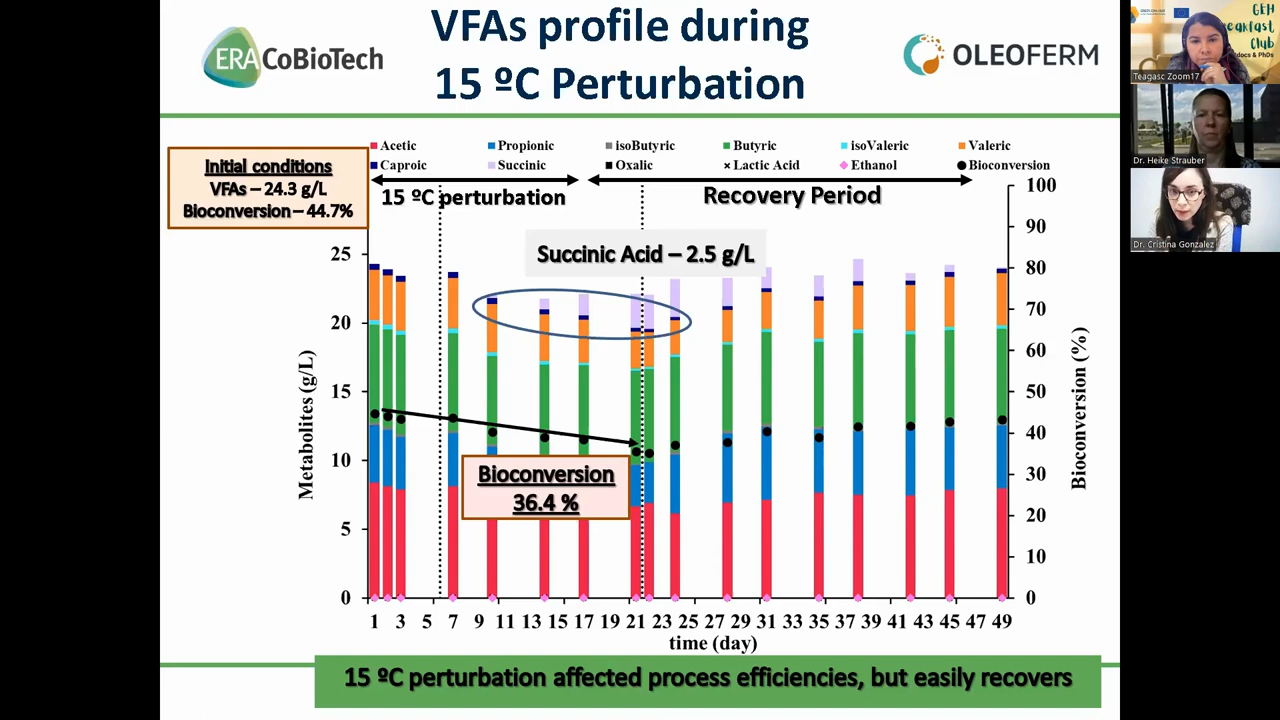 VFAs profile during
15 ºC Perturbation
ERA CoBioTech
OLEOFERM
Acetic
Propionic
isoButyric
Butyric
isoValeric
Valeric
Caproic
Succinic
Oxalic
Lactic Acid
Ethanol
Bioconversion
Initial conditions
VFAs – 24.3 g/L
Bioconversion – 44.7%
15 ºC perturbation
Recovery Period
Succinic Acid – 2.5 g/L
Bioconversion
36.4 %
Metabolites (g/L)
25
20
15
10
5
0
Bioconversion (%)
100
90
80
70
60
50
40
30
20
10
0
1 3 5 7 9 11 13 15 17 19 21 23 25 27 29 31 33 35 37 39 41 43 45 47 49
time (day)
15 ºC perturbation affected process efficiencies, but easily recovers
Club
Teagasc Zoom17
Dr. Heike Strauber
Dr. Cristina Gonzalez